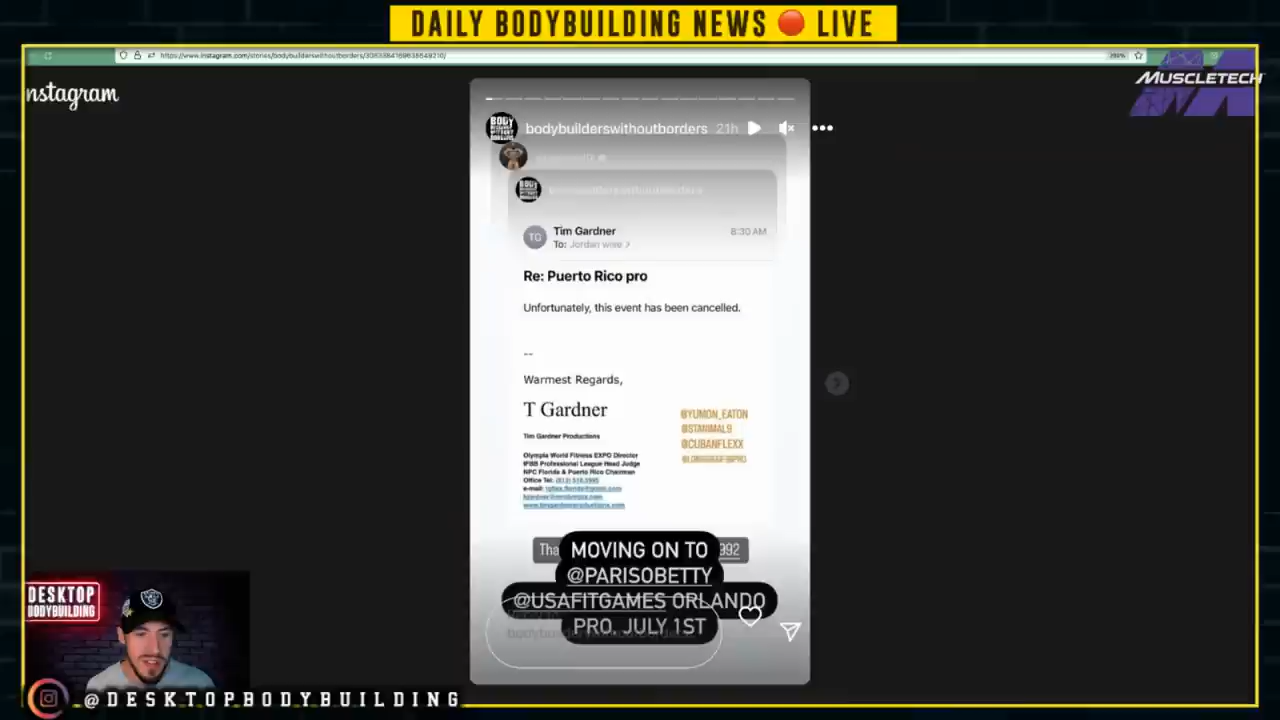 DAILY BODYBUILDING NEWS 🔴 LIVE
nstagram
MUSCLETECH
bodybuilderswithoutborders 21h
Tim Gardner 8:30 AM
TG
To: Jordan wise
Re: Puerto Rico pro
Unfortunately, this event has been cancelled.
--
Warmest Regards,
T Gardner
Tim Gardner Productions
Olympia World Fitness EXPO Director
IFBB Professional League Head Judge
NPC Florida & Puerto Rico Chairman
@YUMON_EATON
@STANIMAL9
@CUBANFLEXX
Tha 992
MOVING ON TO
@PARISOBETTY
@USAFITGAMES ORLANDO
PRO, JULY 1ST
DESKTOP
BODYBUILDING
@DESKTOPBODYBUILDING